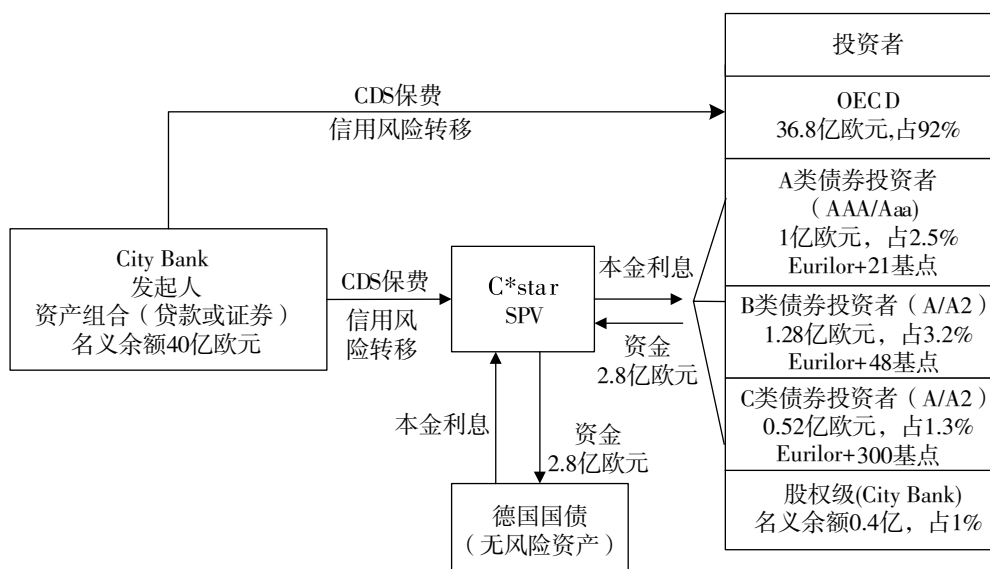 投资者
CDS保费
信用风险转移
OECD
36.8亿欧元,占92%
A类债券投资者
(AAA/Aaa)
1亿欧元，占2.5%
Eurilor+21基点
City Bank
发起人
资产组合（贷款或证券）
名义余额40亿欧元
CDS保费
信用风
险转移
C*star
SPV
本金利息
资金
2.8亿欧元
B类债券投资者（A/A2）
1.28亿欧元，占3.2%
Eurilor+48基点
C类债券投资者（A/A2）
0.52亿欧元，占1.3%
Eurilor+300基点
本金利息
资金
2.8亿欧元
德国国债
（无风险资产）
股权级(City Bank)
名义余额0.4亿，占1%